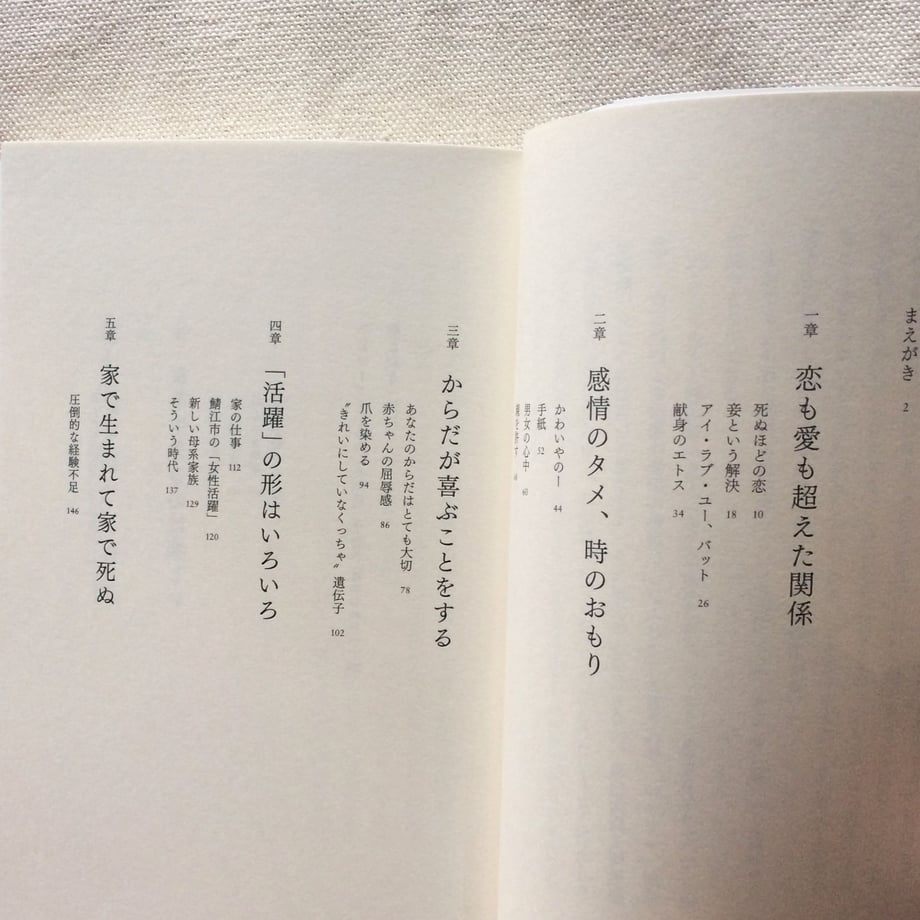 まえがき 2
一章 恋も愛も超えた関係
死ぬほどの恋 10
妾という解決 18
アイ・ラブ・ユー、バット 26
献身のエトス 34
二章 感情のタメ、時のおもり
かわいやのー 44
手紙 52
男女の心中 60
三章 からだが喜ぶことをする
あなたのからだはとても大切 78
赤ちゃんの屈辱感 86
爪を染める 94
〝きれいにしていなくっちゃ〟遺伝子 102
四章 「活躍」の形はいろいろ
家の仕事 112
鯖江市の「女性活躍」 120
新しい母系家族 129
そういう時代 137
五章 家で生まれて家で死ぬ
圧倒的な経験不足 146